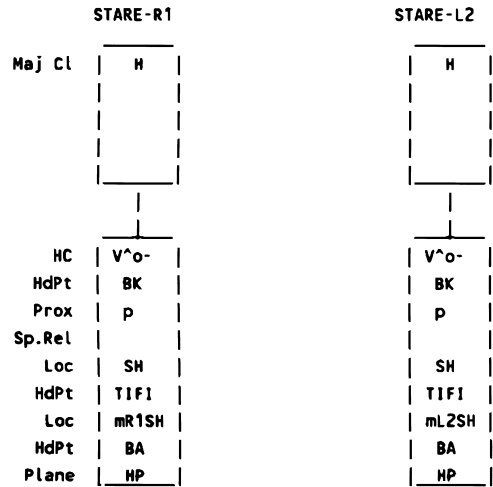 STARE-R1 STARE-L2
Maj Cl H H
HC V^o- V^o-
HdPt BK BK
Prox p p
Sp.Rel
Loc SH SH
HdPt TIFI TIFI
Loc mR1SH mL2SH
HdPt BA BA
Plane HP HP